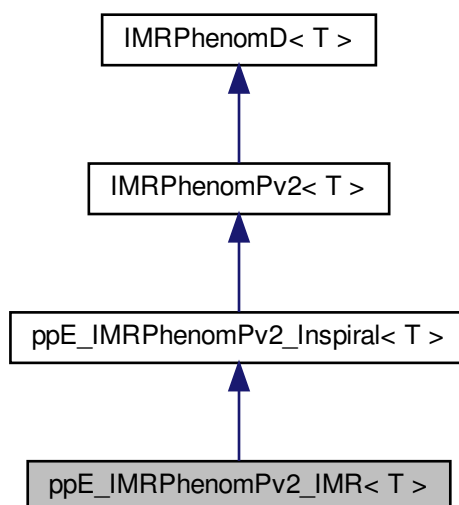 IMRPhenomD< T >
IMRPhenomPv2< T >
ppE_IMRPhenomPv2_Inspiral< T >
ppE_IMRPhenomPv2_IMR< T >